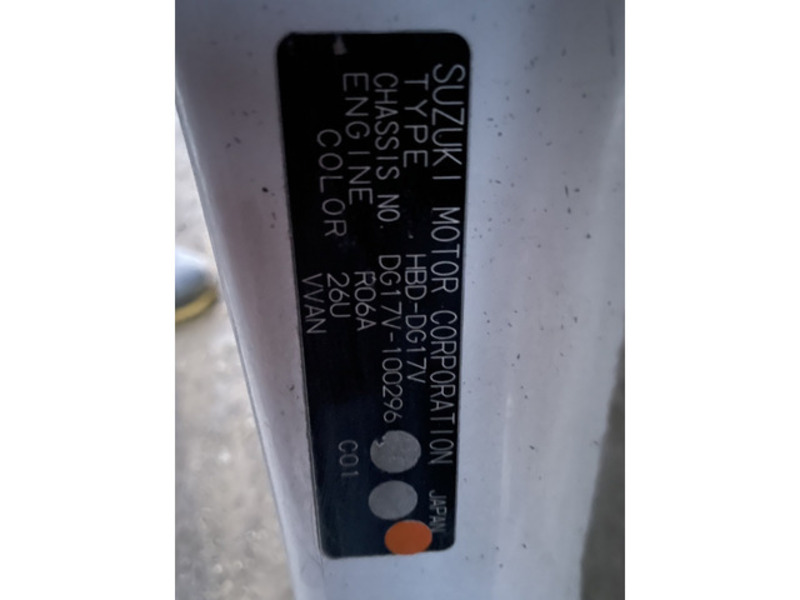 SUZUKI MOTOR CORPORATION JAPAN
TYPE HBD-DG17V
CHASSIS NO. DG17V-100296
ENGINE R06A
COLOR 26U C01
VVAN